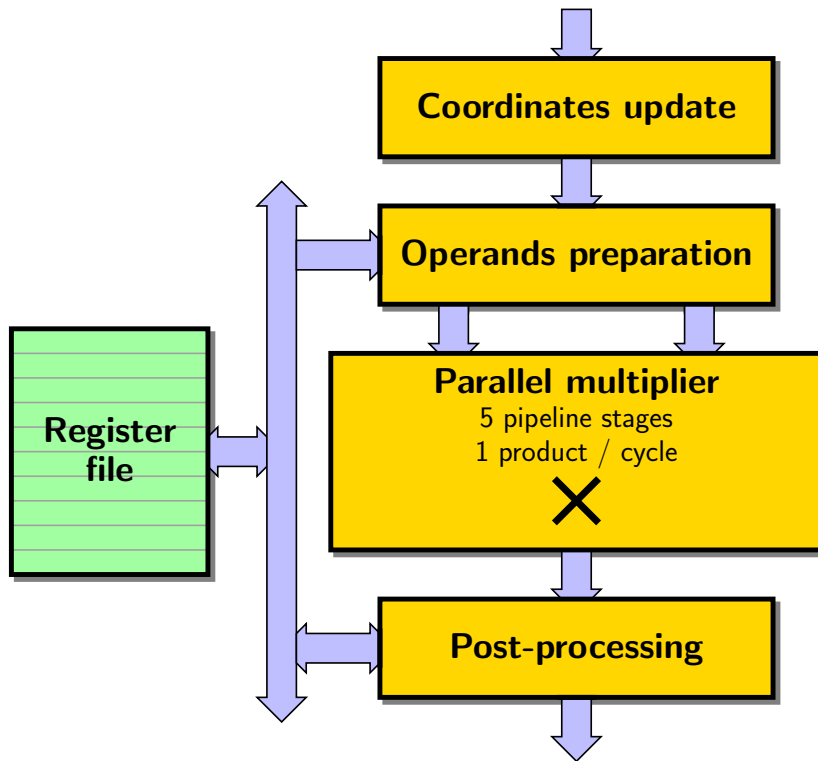 Coordinates update
Operands preparation
Parallel multiplier
5 pipeline stages
1 product / cycle
Register
file
Post-processing